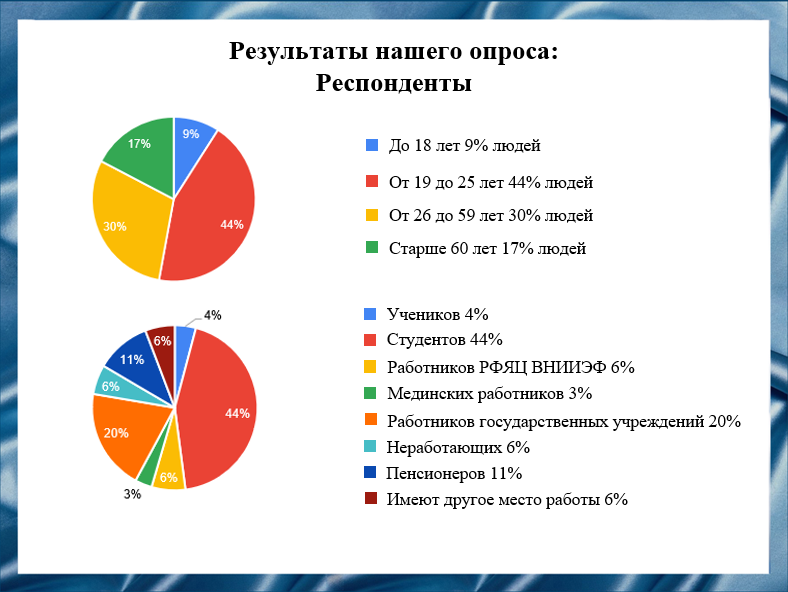 Результаты нашего опроса:
Респонденты
17%
9%
30%
44%
До 18 лет 9% людей
От 19 до 25 лет 44% людей
От 26 до 59 лет 30% людей
Старше 60 лет 17% людей
4%
6%
11%
6%
44%
20%
6%
3%
Учеников 4%
Студентов 44%
Работников РФЯЦ ВНИИЭФ 6%
Мединских работников 3%
Работников государственных учреждений 20%
Неработающих 6%
Пенсионеров 11%
Имеют другое место работы 6%